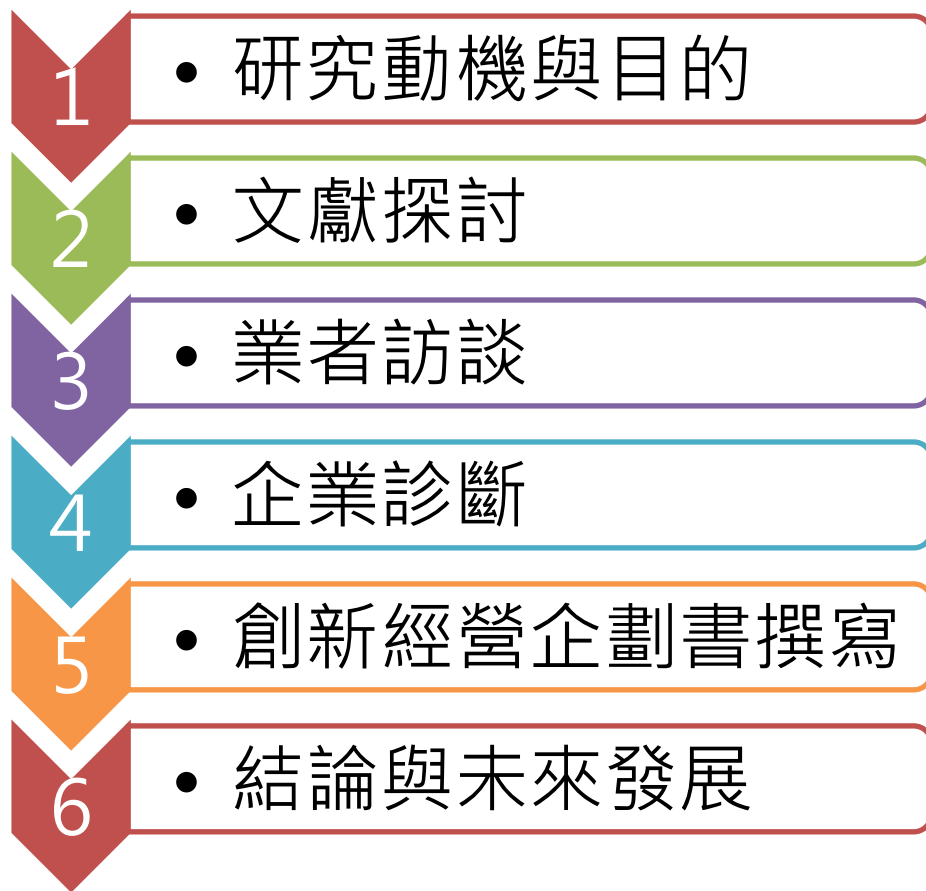 1 • 研究動機與目的
2 • 文獻探討
3 • 業者訪談
4 • 企業診斷
5 • 創新經營企劃書撰寫
6 • 結論與未來發展